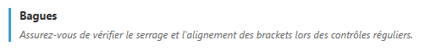 Bagues
Assurez-vous de vérifier le serrage et l'alignement des brackets lors des contrôles réguliers.